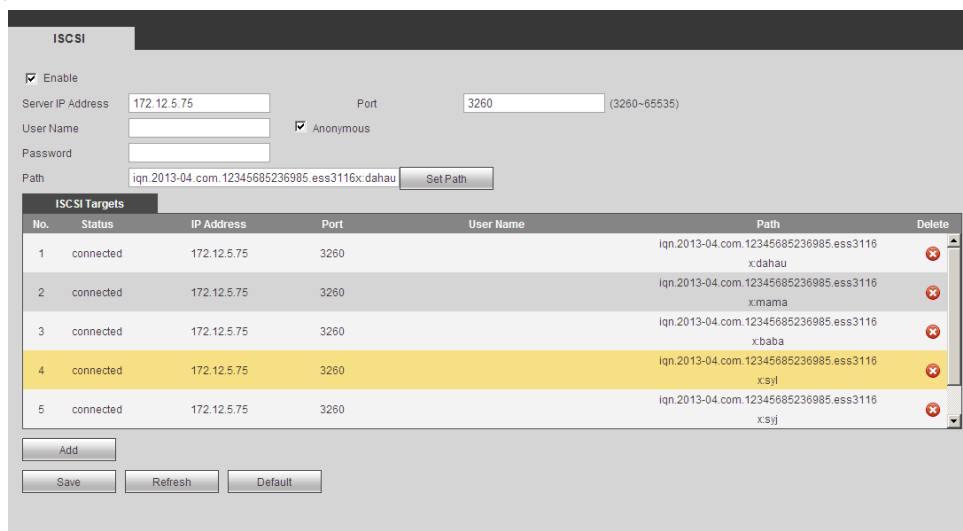 ISCSI
Enable
Server IP Address 172.12.5.75 Port 3260 (3260~65535)
User Name Anonymous
Password
Path iqn.2013-04.com.12345685236985.ess3116x:dahau Set Path
ISCSI Targets
No. Status IP Address Port User Name Path Delete
1 connected 172.12.5.75 3260 iqn.2013-04.com.12345685236985.ess3116
x:dahau
2 connected 172.12.5.75 3260 iqn.2013-04.com.12345685236985.ess3116
x:mama
3 connected 172.12.5.75 3260 iqn.2013-04.com.12345685236985.ess3116
x:baba
4 connected 172.12.5.75 3260 iqn.2013-04.com.12345685236985.ess3116
x:syl
5 connected 172.12.5.75 3260 iqn.2013-04.com.12345685236985.ess3116
x:syj
Add
Save Refresh Default